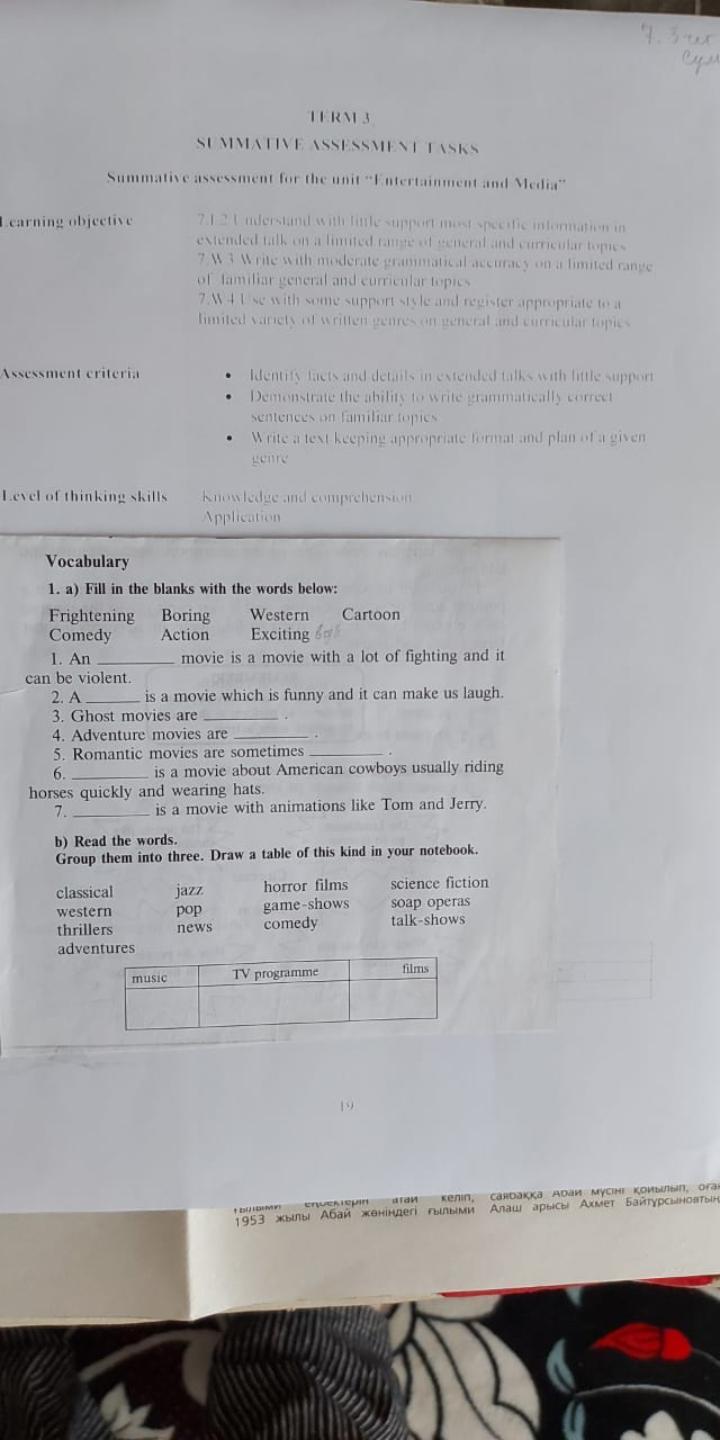 7. 3
TERM 3
SUMMATIVE ASSESSMENT TASKS
Summative assessment for the unit "Entertainment and Media"
Learning objective
7.L2 Understand with little support most specific information in
extended talk on a limited range of general and curricular topics
7.W3 Write with moderate grammatical accuracy on a limited range
of familiar general and curricular topics
7.W4 Use with some support style and register appropriate to a
limited variety of written genres on general and curricular topics
Assessment criteria
• Identify facts and details in extended talks with little support
• Demonstrate the ability to write grammatically correct
sentences on familiar topics
• Write a text keeping appropriate format and plan of a given
genre
Level of thinking skills
Knowledge and comprehension
Application
Vocabulary
1. a) Fill in the blanks with the words below:
Frightening Boring Western Cartoon
Comedy Action Exciting
1. An ________ movie is a movie with a lot of fighting and it
can be violent.
2. A ______ is a movie which is funny and it can make us laugh.
3. Ghost movies are ________ .
4. Adventure movies are ________ .
5. Romantic movies are sometimes ________ .
6. ________ is a movie about American cowboys usually riding
horses quickly and wearing hats.
7. ________ is a movie with animations like Tom and Jerry.
b) Read the words.
Group them into three. Draw a table of this kind in your notebook.
classical jazz horror films science fiction
western pop game-shows soap operas
thrillers news comedy talk-shows
adventures
music TV programme films
19
атай келіп, саябаққа Абай мүсіні қойылып,
1953 жылы Абай жөніндегі ғылыми Алаш арысы Ахмет Байтұрсыновтың